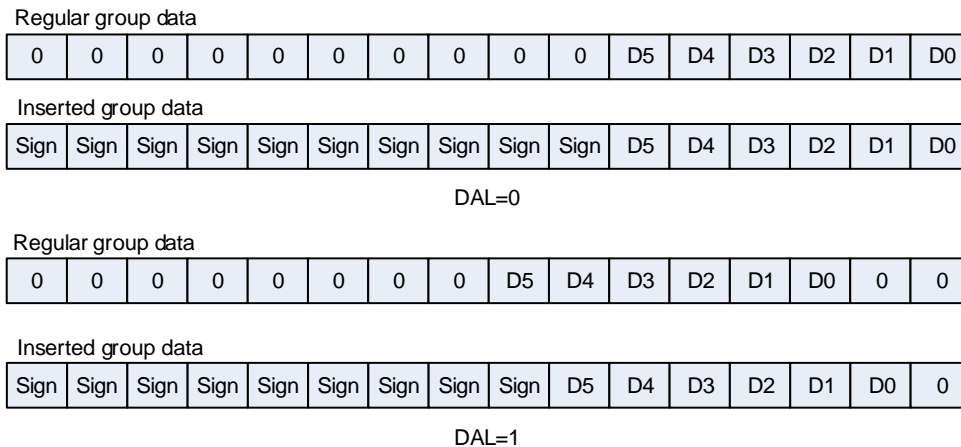 Regular group data
0 0 0 0 0 0 0 0 0 0 D5 D4 D3 D2 D1 D0
Inserted group data
Sign Sign Sign Sign Sign Sign Sign Sign Sign Sign D5 D4 D3 D2 D1 D0
DAL=0
Regular group data
0 0 0 0 0 0 0 0 D5 D4 D3 D2 D1 D0 0 0
Inserted group data
Sign Sign Sign Sign Sign Sign Sign Sign Sign D5 D4 D3 D2 D1 D0 0
DAL=1